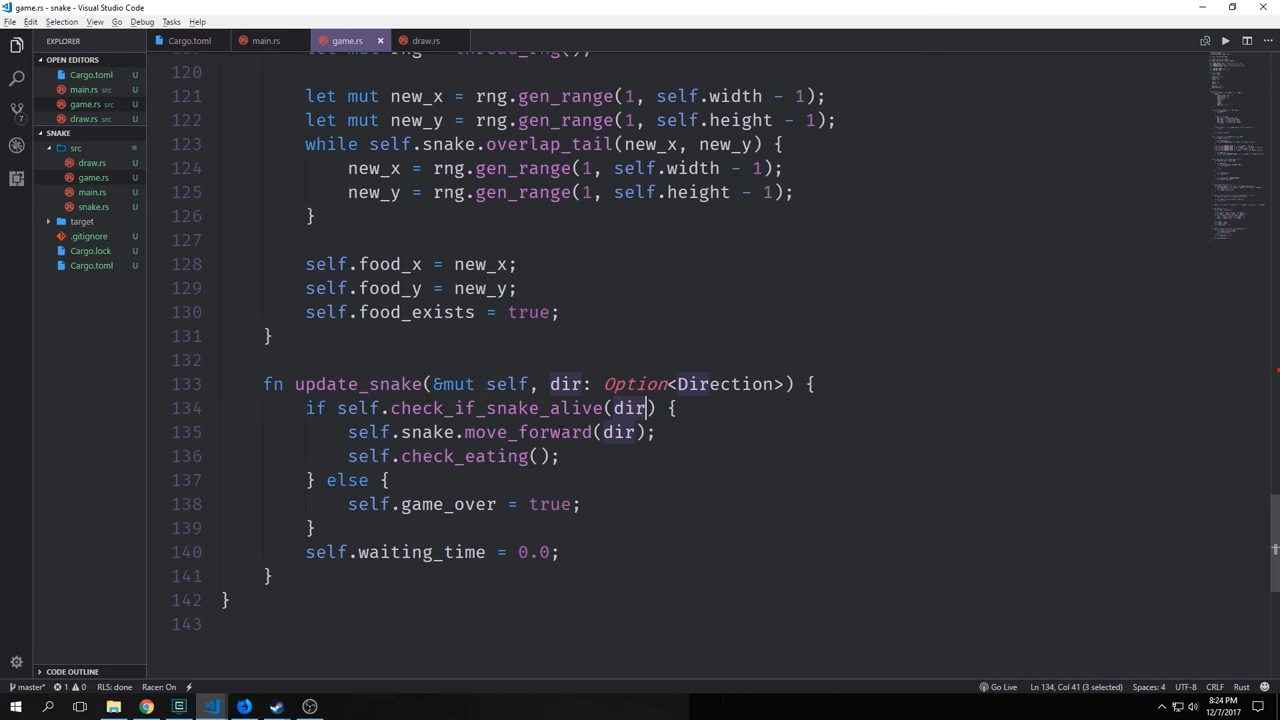 game.rs - snake - Visual Studio Code
File Edit Selection View Go Debug Tasks Help
EXPLORER
Cargo.toml main.rs game.rs × draw.rs
OPEN EDITORS
Cargo.toml U
main.rs src U
game.rs src U
draw.rs src U
SNAKE
src
draw.rs U
game.rs U
main.rs U
snake.rs U
target
.gitignore U
Cargo.lock U
Cargo.toml U
CODE OUTLINE
120
121 let mut new_x = rng.gen_range(1, self.width - 1);
122 let mut new_y = rng.gen_range(1, self.height - 1);
123 while self.snake.overlap_tail(new_x, new_y) {
124 new_x = rng.gen_range(1, self.width - 1);
125 new_y = rng.gen_range(1, self.height - 1);
126 }
127
128 self.food_x = new_x;
129 self.food_y = new_y;
130 self.food_exists = true;
131 }
132
133 fn update_snake(&mut self, dir: Option<Direction>) {
134 if self.check_if_snake_alive(dir) {
135 self.snake.move_forward(dir);
136 self.check_eating();
137 } else {
138 self.game_over = true;
139 }
140 self.waiting_time = 0.0;
141 }
142 }
143
master* 1 0 RLS: done Racer: On Go Live Ln 134, Col 41 (3 selected) Spaces: 4 UTF-8 CRLF Rust
8:24 PM
12/7/2017